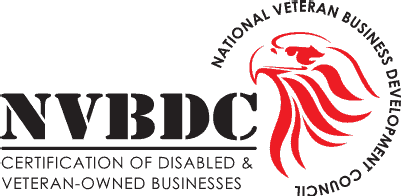 NATIONAL VETERAN BUSINESS DEVELOPMENT COUNCIL
NVBDC
CERTIFICATION OF DISABLED &
VETERAN-OWNED BUSINESSES